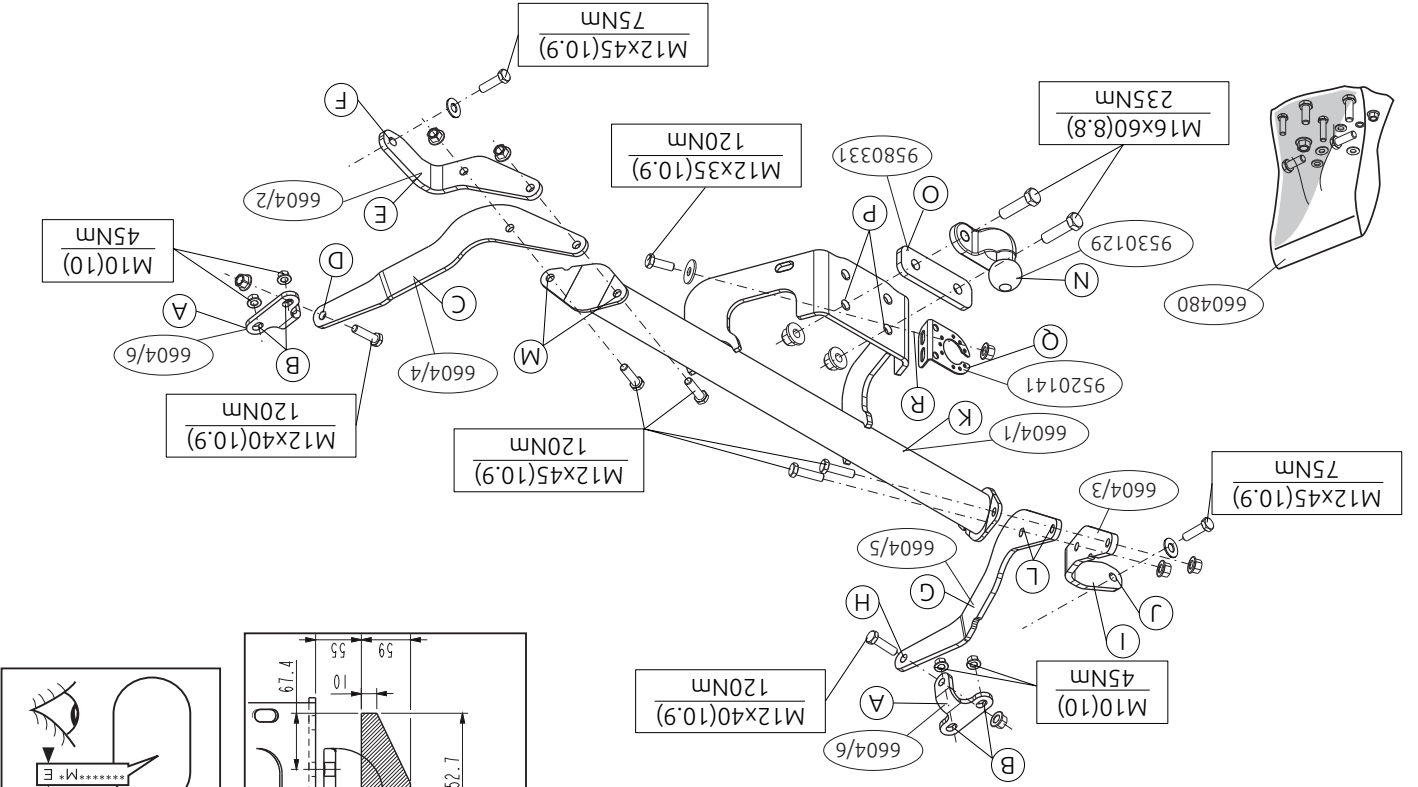 B
6604/6
A
M10(10)
45Nm
M12x40(10.9)
120Nm
I
J
H
G
L
6604/5
6604/3
M12x45(10.9)
75Nm
6604/1
K
R
9520141
Q
M12x45(10.9)
120Nm
M12x40(10.9)
120Nm
M
6604/4
B
6604/6
A
C
D
M10(10)
45Nm
660480
N
9530129
P
O
9580331
E
6604/2
F
M12x35(10.9)
120Nm
M16x60(8.8)
235Nm
M12x45(10.9)
75Nm
52.7
67.4
10
59
55